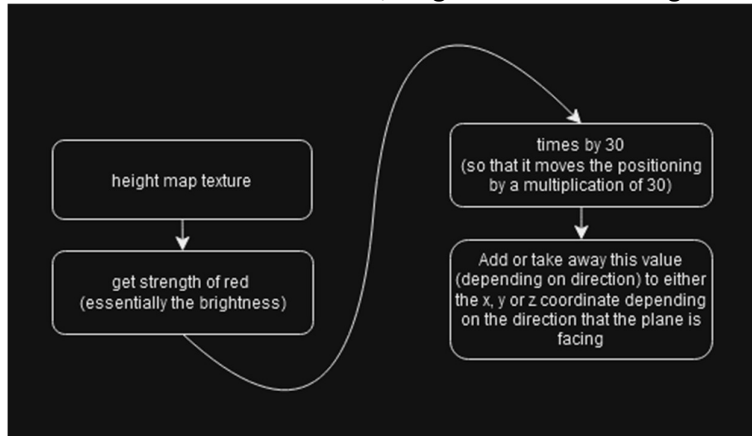 height map texture
get strength of red
(essentially the brightness)
times by 30
(so that it moves the positioning
by a multiplication of 30)
Add or take away this value
(depending on direction) to either
the x, y or z coordinate depending
on the direction that the plane is
facing